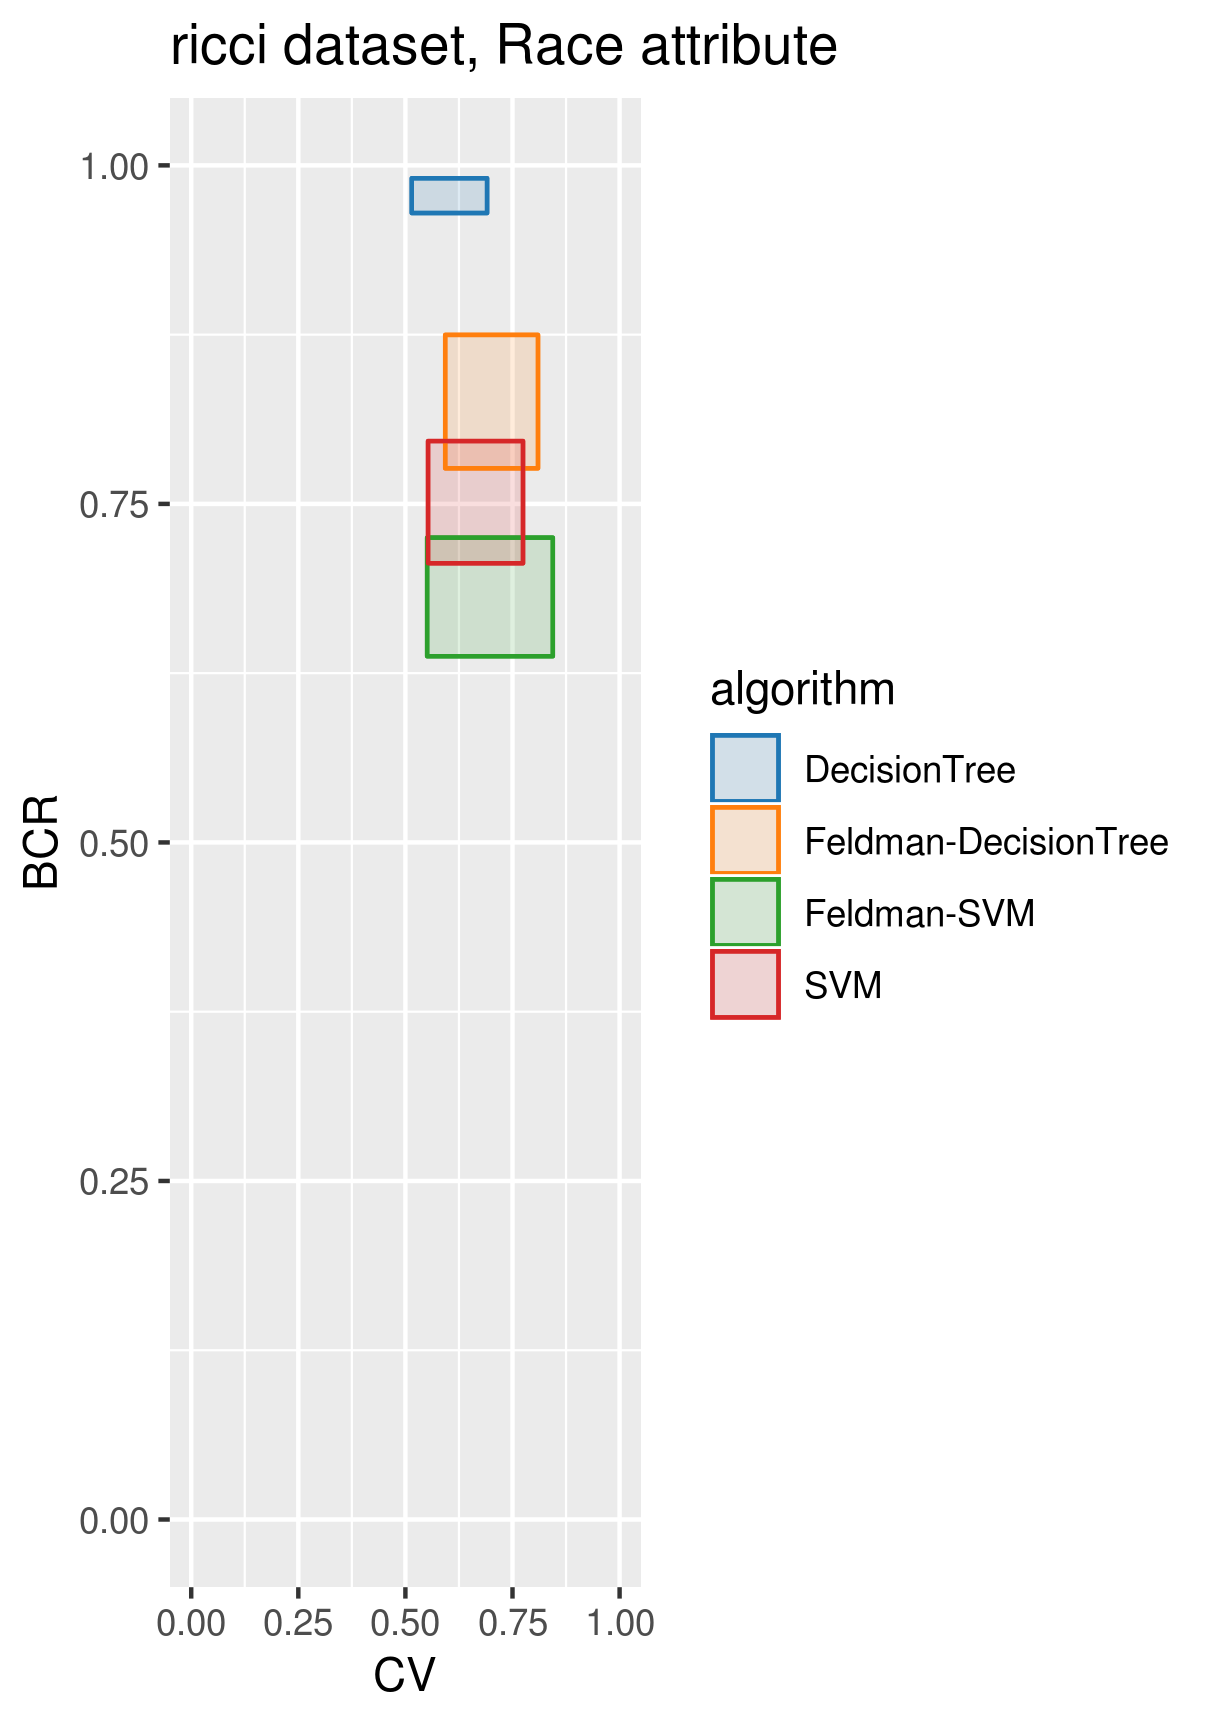 ricci dataset, Race attribute
1.00
0.75
0.50
0.25
0.00
BCR
0.00 0.25 0.50 0.75 1.00
CV
algorithm
DecisionTree
Feldman-DecisionTree
Feldman-SVM
SVM